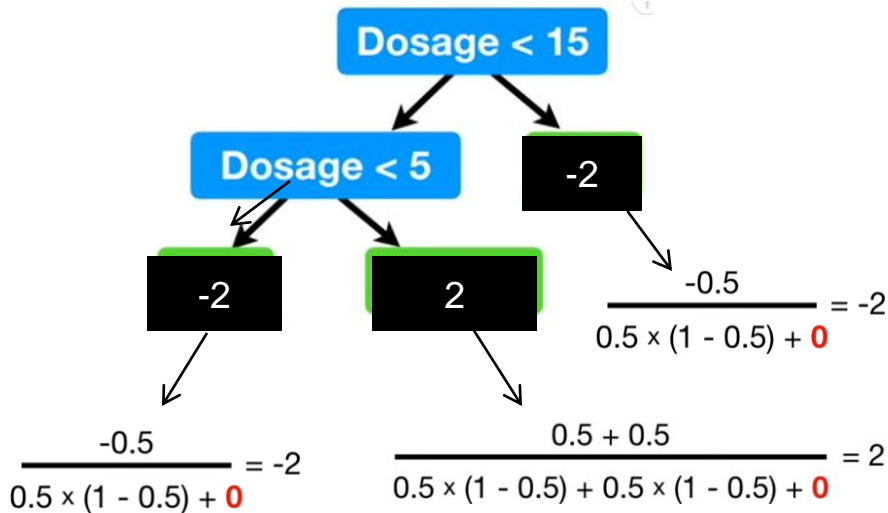 Dosage < 15
Dosage < 5
-2
-2
2
-0.5
0.5 × (1 - 0.5) + 0
= -2
-0.5
0.5 × (1 - 0.5) + 0
= -2
0.5 + 0.5
0.5 × (1 - 0.5) + 0.5 × (1 - 0.5) + 0
= 2